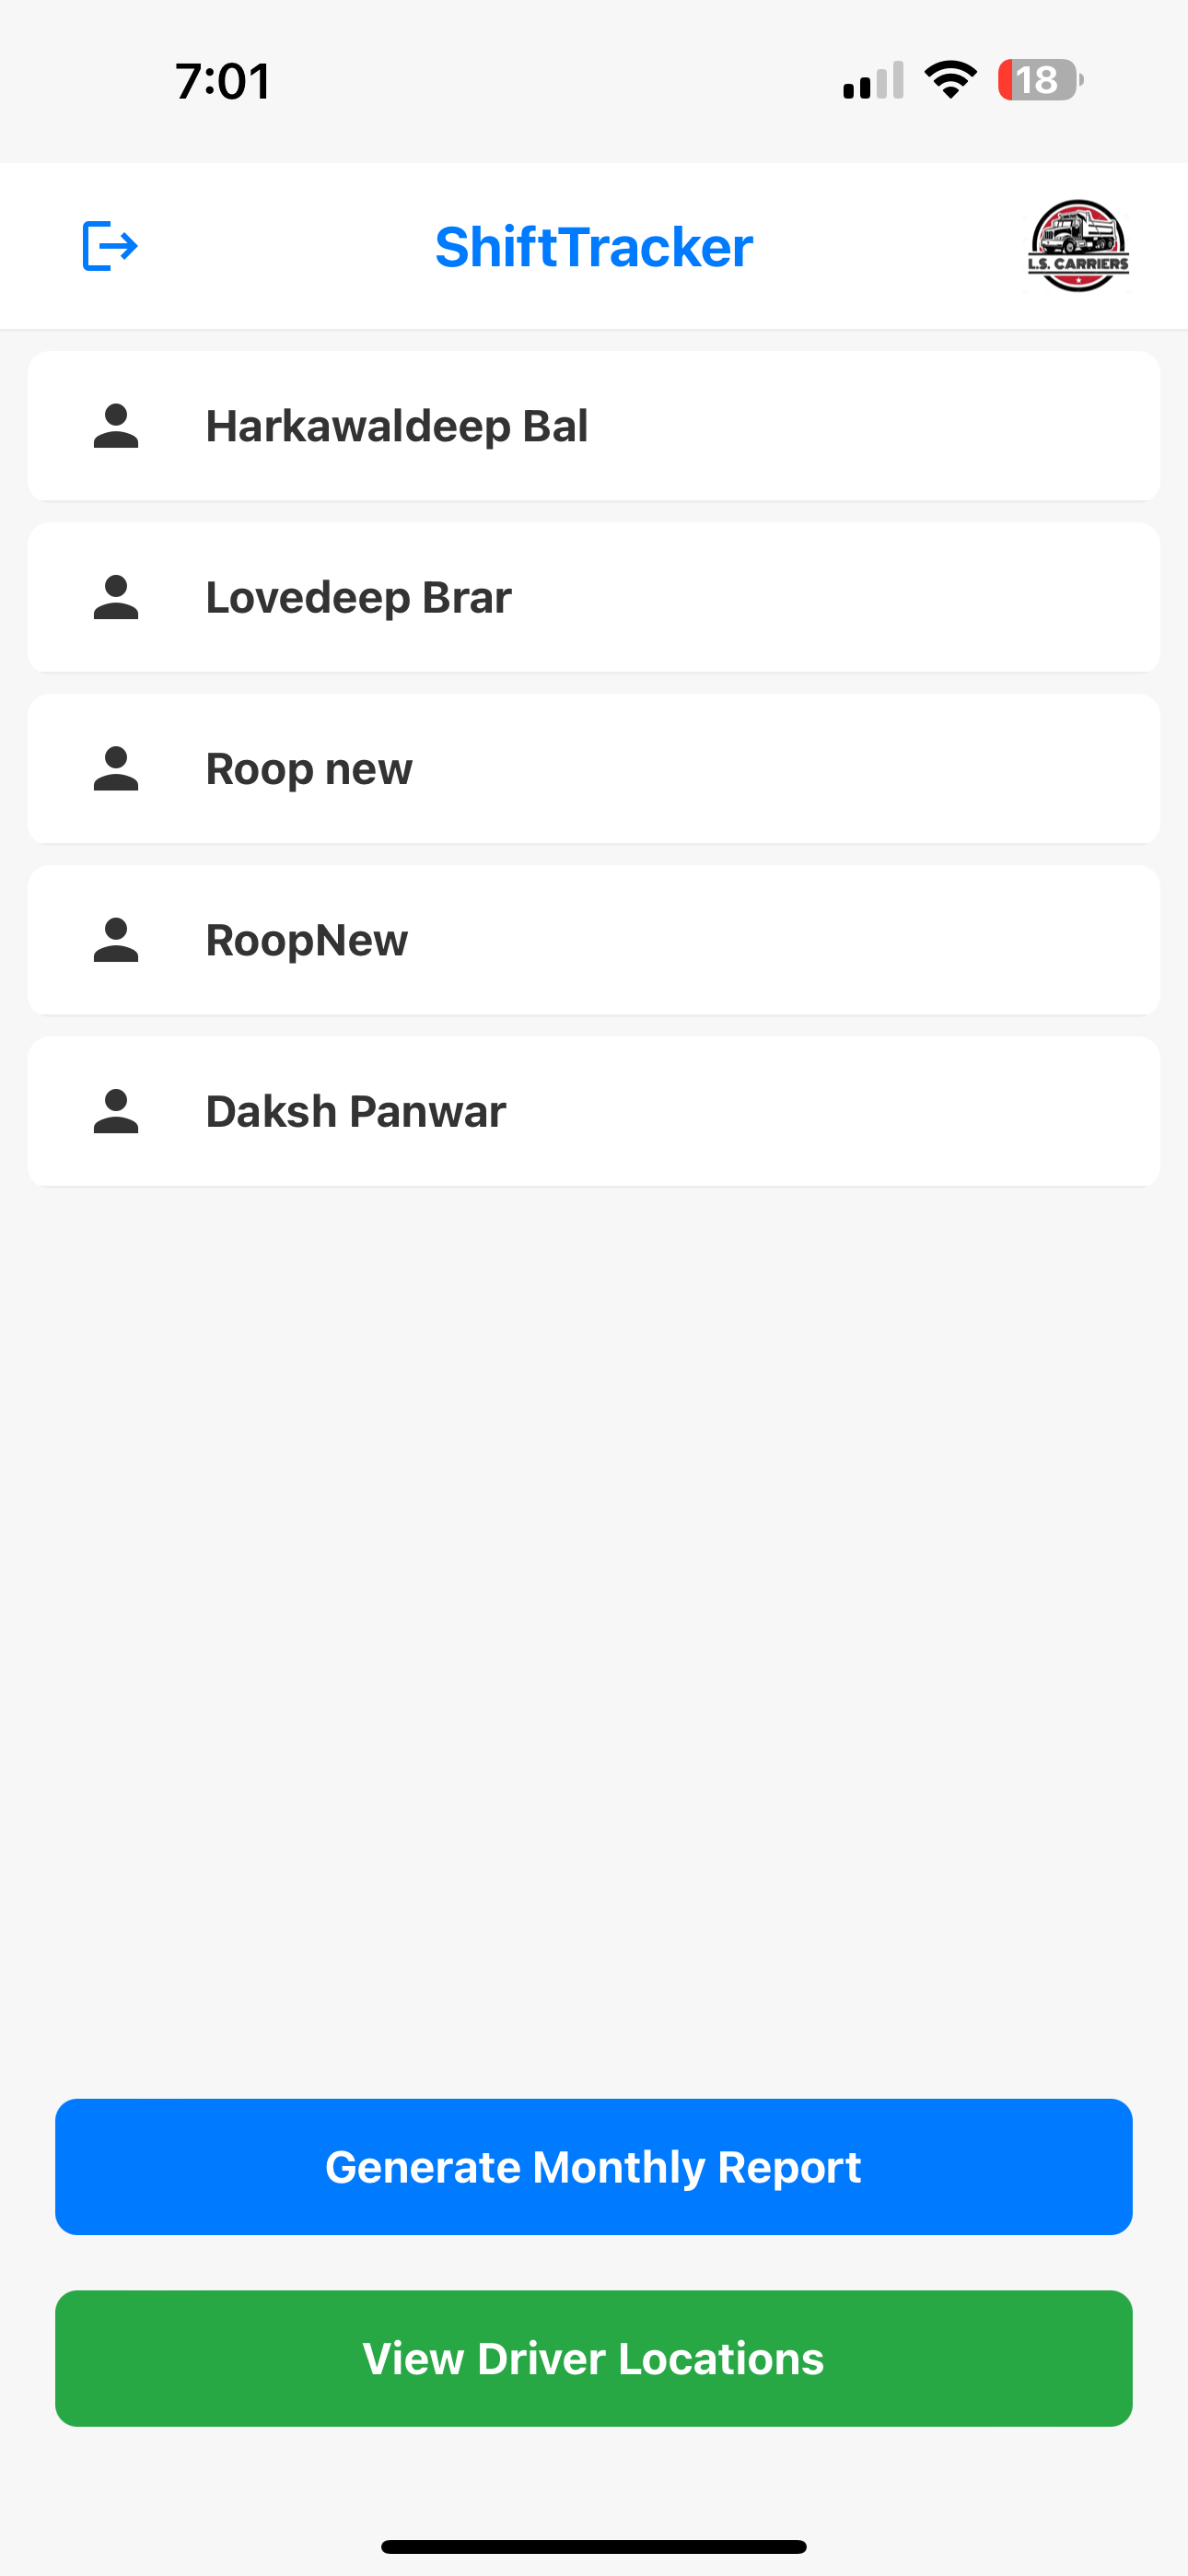 7:01
18
ShiftTracker
L.S. CARRIERS
Harkawaldeep Bal
Lovedeep Brar
Roop new
RoopNew
Daksh Panwar
Generate Monthly Report
View Driver Locations